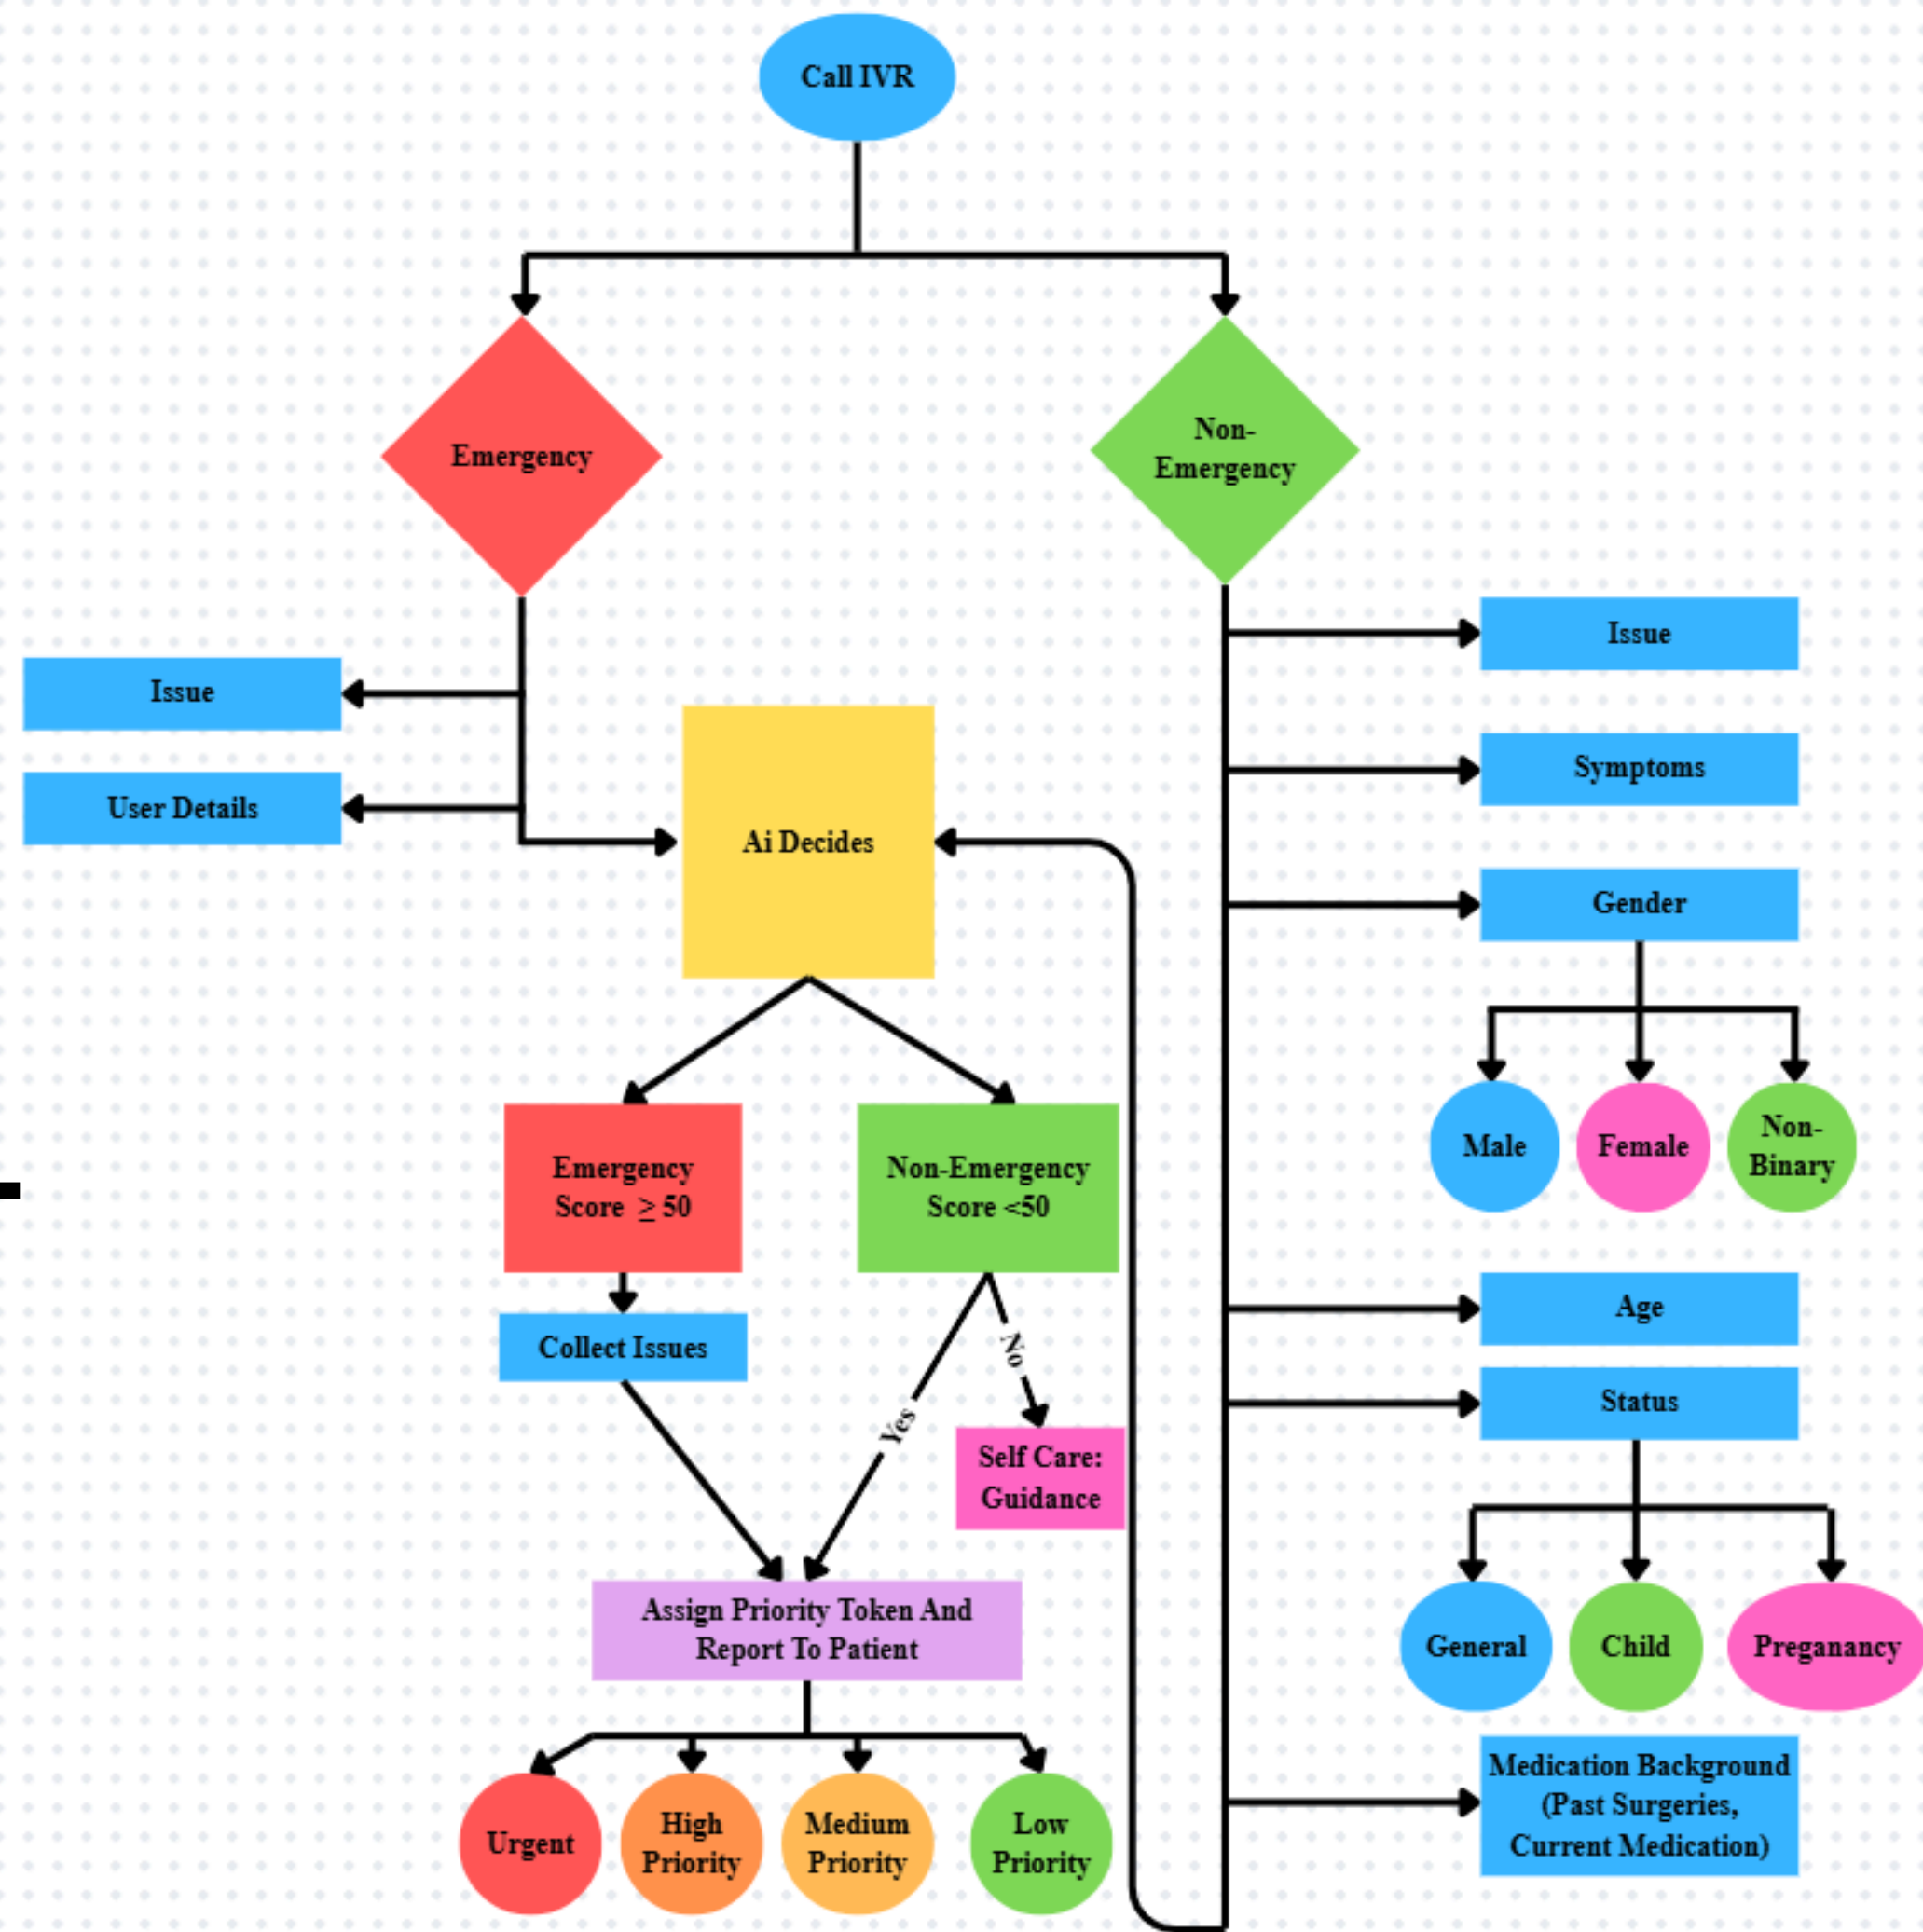 Call IVR
Emergency
Non-
Emergency
Issue
User Details
Ai Decides
Issue
Symptoms
Gender
Male
Female
Non-
Binary
Emergency
Score ≥ 50
Non-Emergency
Score <50
Collect Issues
No
Yes
Self Care:
Guidance
Age
Status
General
Child
Preganancy
Assign Priority Token And
Report To Patient
Urgent
High
Priority
Medium
Priority
Low
Priority
Medication Background
(Past Surgeries,
Current Medication)